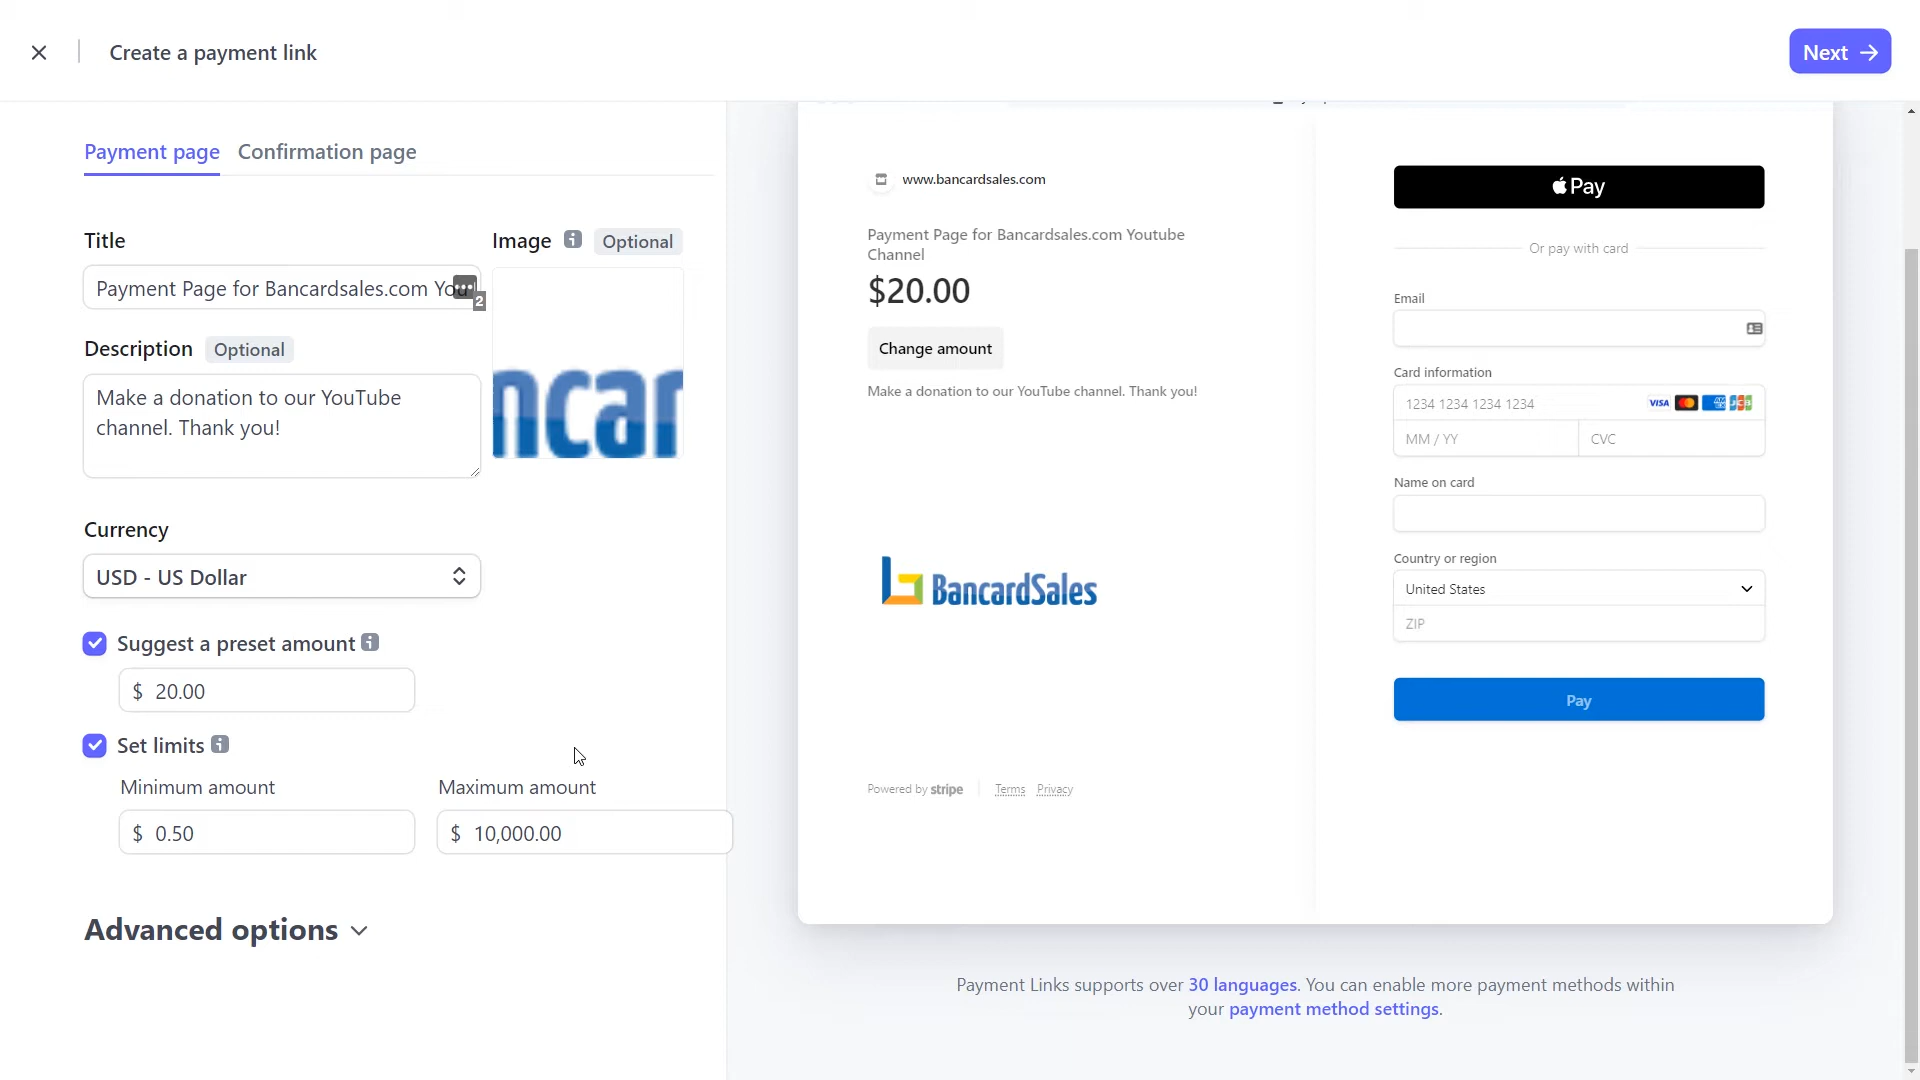 Create a payment link
Next
Payment page
Confirmation page
Title
Image
Optional
Payment Page for Bancardsales.com You
2
Description
Optional
Make a donation to our YouTube
channel. Thank you!
ncar
Currency
USD - US Dollar
Suggest a preset amount
$ 20.00
Set limits
Minimum amount
Maximum amount
$ 0.50
$ 10,000.00
Advanced options
www.bancardsales.com
Payment Page for Bancardsales.com Youtube
Channel
$20.00
Change amount
Make a donation to our YouTube channel. Thank you!
BancardSales
Powered by stripe
Terms
Privacy
Pay
Or pay with card
Email
Card information
1234 1234 1234 1234
VISA
MM / YY
CVC
Name on card
Country or region
United States
ZIP
Pay
Payment Links supports over 30 languages. You can enable more payment methods within
your payment method settings.